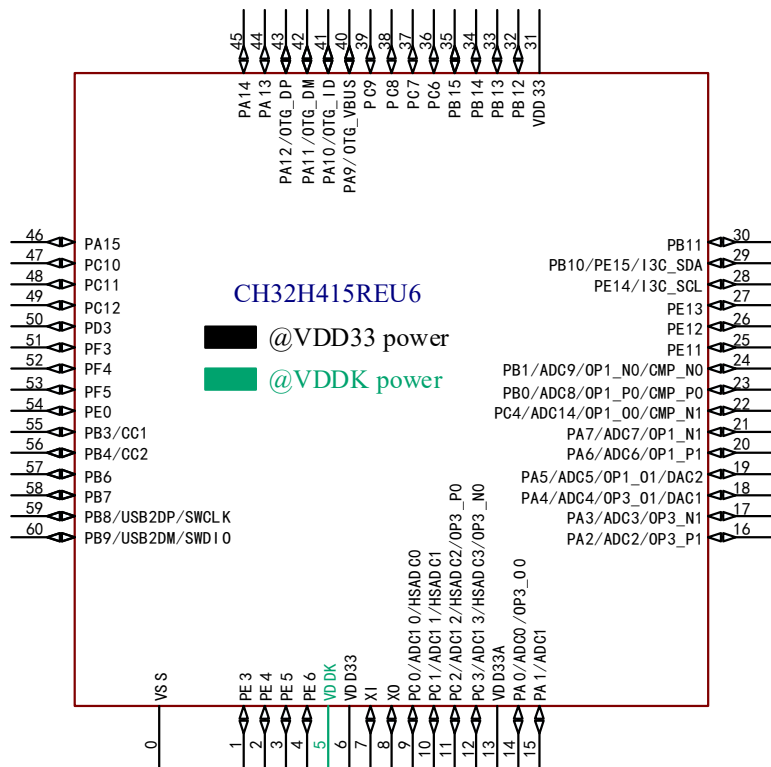 45 44 43 42 41 40 39 38 37 36 35 34 33 32 31
PA14
PA13
PA12/OTG_DP
PA11/OTG_DM
PA10/OTG_ID
PA9/OTG_VBUS
PC9
PC8
PC7
PC6
PB15
PB14
PB13
PB12
VDD33
46 PA15
47 PC10
48 PC11
49 PC12
50 PD3
51 PF3
52 PF4
53 PF5
54 PE0
55 PB3/CC1
56 PB4/CC2
57 PB6
58 PB7
59 PB8/USB2DP/SWCLK
60 PB9/USB2DM/SWDIO
CH32H415REU6
@VDD33 power
@VDDK power
PB11 30
PB10/PE15/I3C_SDA 29
PE14/I3C_SCL 28
PE13 27
PE12 26
PE11 25
PB1/ADC9/OP1_N0/CMP_N0 24
PB0/ADC8/OP1_P0/CMP_P0 23
PC4/ADC14/OP1_O0/CMP_N1 22
PA7/ADC7/OP1_N1 21
PA6/ADC6/OP1_P1 20
PA5/ADC5/OP1_O1/DAC2 19
PA4/ADC4/OP3_O1/DAC1 18
PA3/ADC3/OP3_N1 17
PA2/ADC2/OP3_P1 16
VSS
PE3
PE4
PE5
PE6
VDDK
VDD33
XI
XO
PC0/ADC10/HSADC0
PC1/ADC11/HSADC1
PC2/ADC12/HSADC2/OP3_P0
PC3/ADC13/HSADC3/OP3_N0
VDD33A
PA0/ADC0/OP3_O0
PA1/ADC1
0 1 2 3 4 5 6 7 8 9 10 11 12 13 14 15